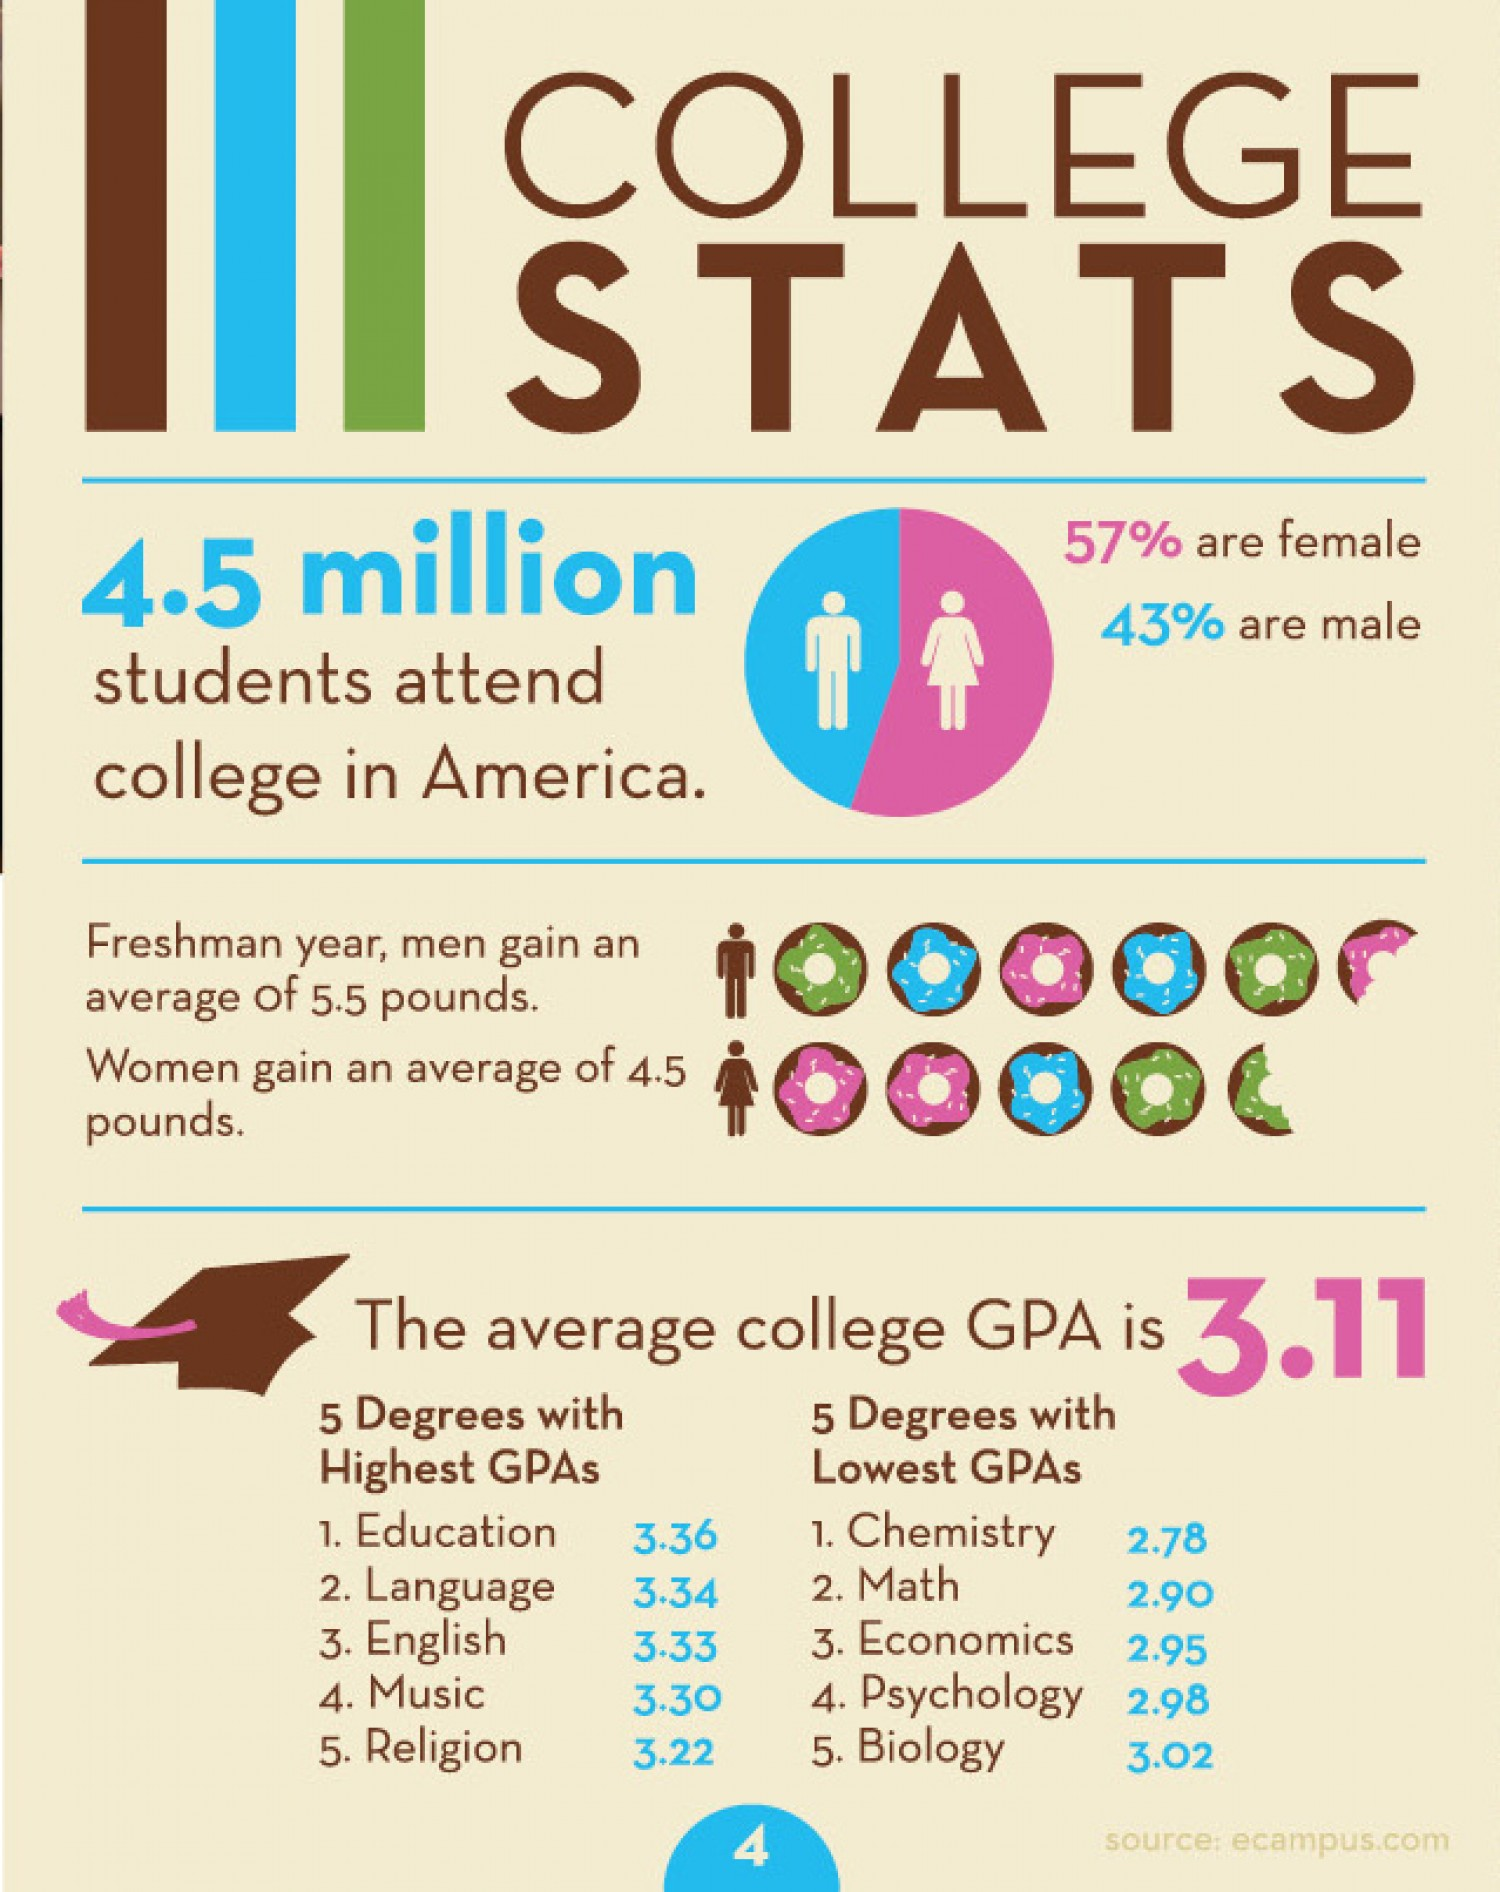 COLLEGE
STATS
4.5 million
students attend
college in America.
57% are female
43% are male
Freshman year, men gain an
average of 5.5 pounds.
Women gain an average of 4.5
pounds.
The average college GPA is 3.11
5 Degrees with
Highest GPAs
1. Education 3.36
2. Language 3.34
3. English 3.33
4. Music 3.30
5. Religion 3.22
5 Degrees with
Lowest GPAs
1. Chemistry 2.78
2. Math 2.90
3. Economics 2.95
4. Psychology 2.98
5. Biology 3.02
4
source: ecampus.com